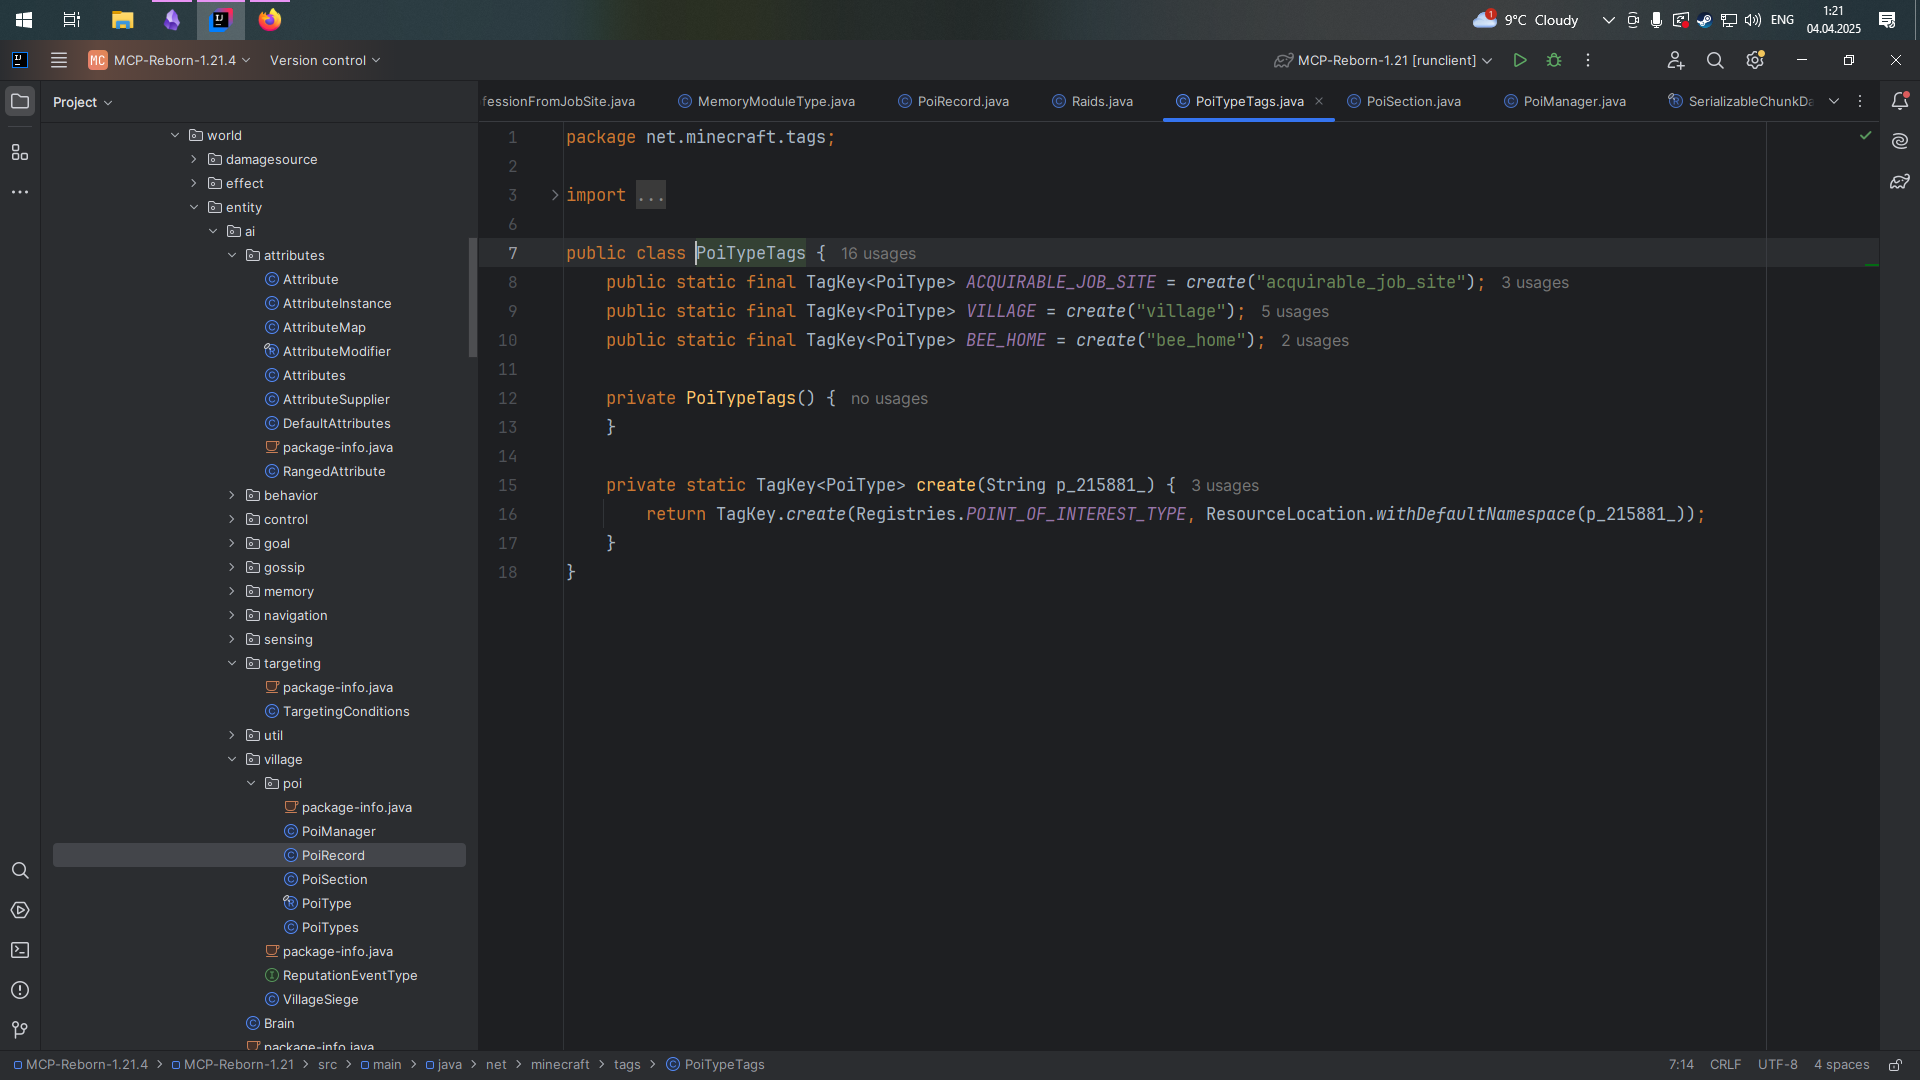 1
9°C Cloudy
ENG
1:21
04.04.2025
MC MCP-Reborn-1.21.4
Version control
MCP-Reborn-1.21 [runclient]
Project
fessionFromJobSite.java
MemoryModuleType.java
PoiRecord.java
Raids.java
PoiTypeTags.java
PoiSection.java
PoiManager.java
SerializableChunkDa
world
damagesource
effect
entity
ai
attributes
Attribute
AttributeInstance
AttributeMap
AttributeModifier
Attributes
AttributeSupplier
DefaultAttributes
package-info.java
RangedAttribute
behavior
control
goal
gossip
memory
navigation
sensing
targeting
package-info.java
TargetingConditions
util
village
poi
package-info.java
PoiManager
PoiRecord
PoiSection
PoiType
PoiTypes
package-info.java
ReputationEventType
VillageSiege
Brain
package-info.java
1 package net.minecraft.tags;
2
3 import ...
6
7 public class PoiTypeTags { 16 usages
8 public static final TagKey<PoiType> ACQUIRABLE_JOB_SITE = create("acquirable_job_site"); 3 usages
9 public static final TagKey<PoiType> VILLAGE = create("village"); 5 usages
10 public static final TagKey<PoiType> BEE_HOME = create("bee_home"); 2 usages
11
12 private PoiTypeTags() { no usages
13 }
14
15 private static TagKey<PoiType> create(String p_215881_) { 3 usages
16 return TagKey.create(Registries.POINT_OF_INTEREST_TYPE, ResourceLocation.withDefaultNamespace(p_215881_));
17 }
18 }
MCP-Reborn-1.21.4 > MCP-Reborn-1.21 > src > main > java > net > minecraft > tags > PoiTypeTags
7:14 CRLF UTF-8 4 spaces